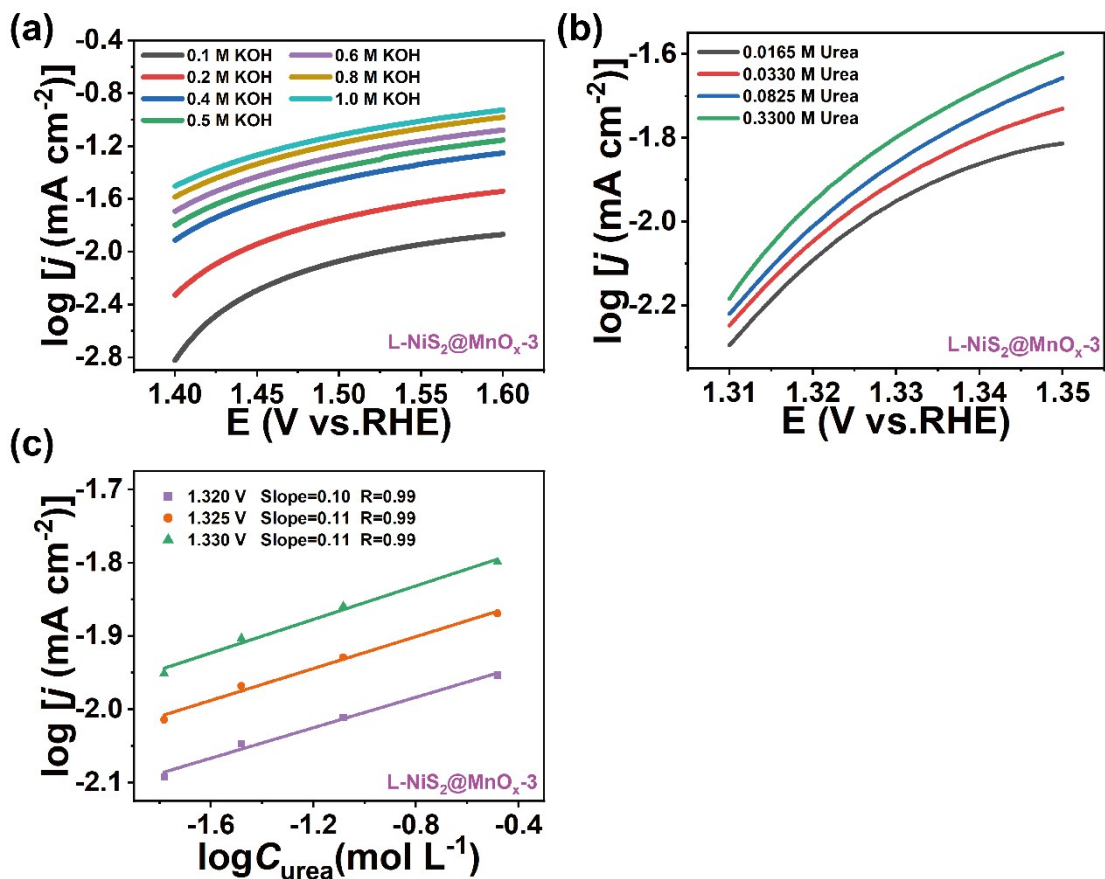 (a)
-0.4
-0.8
-1.2
-1.6
-2.0
-2.4
-2.8
log [j (mA cm⁻²)]
0.1 M KOH
0.2 M KOH
0.4 M KOH
0.5 M KOH
0.6 M KOH
0.8 M KOH
1.0 M KOH
L-NiS₂@MnOₓ-3
1.40 1.45 1.50 1.55 1.60
E (V vs.RHE)
(b)
-1.6
-1.8
-2.0
-2.2
log [j (mA cm⁻²)]
0.0165 M Urea
0.0330 M Urea
0.0825 M Urea
0.3300 M Urea
L-NiS₂@MnOₓ-3
1.31 1.32 1.33 1.34 1.35
E (V vs.RHE)
(c)
-1.7
-1.8
-1.9
-2.0
-2.1
log [j (mA cm⁻²)]
1.320 V Slope=0.10 R=0.99
1.325 V Slope=0.11 R=0.99
1.330 V Slope=0.11 R=0.99
L-NiS₂@MnOₓ-3
-1.6 -1.2 -0.8 -0.4
logC_urea(mol L⁻¹)